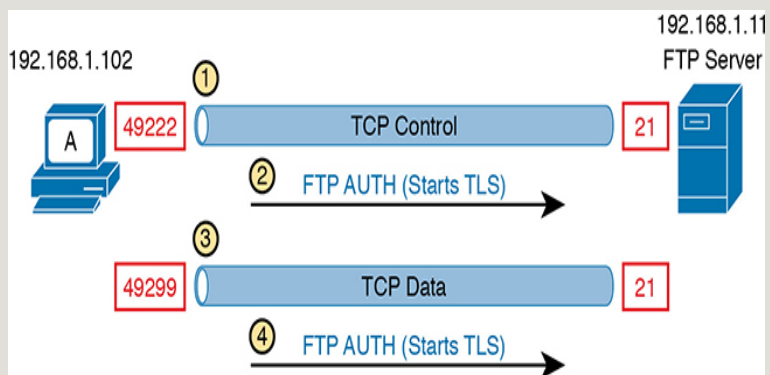 192.168.1.102
192.168.1.11
FTP Server
1
A
49222
TCP Control
21
2
FTP AUTH (Starts TLS)
3
49299
TCP Data
21
4
FTP AUTH (Starts TLS)